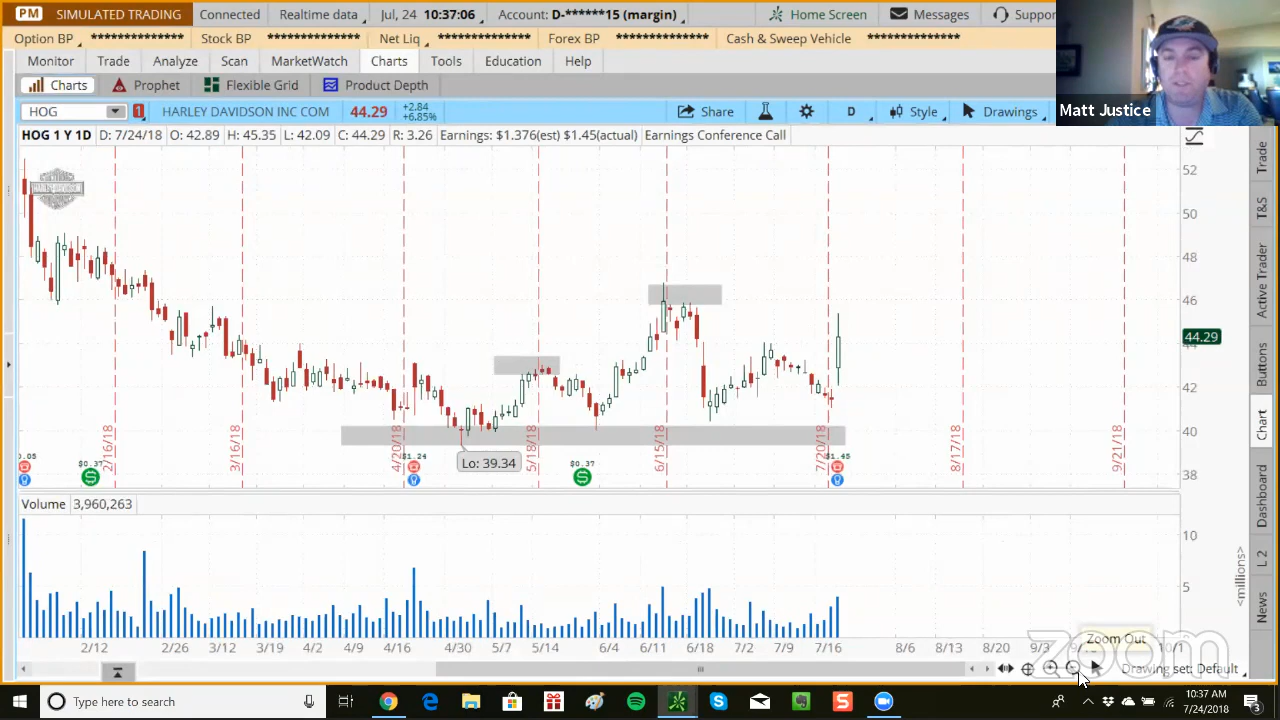 PM SIMULATED TRADING Connected Realtime data Jul, 24 10:37:06 Account: D-******15 (margin) Home Screen Messages Suppor
Option BP ************** Stock BP ************** Net Liq ************** Forex BP ************** Cash & Sweep Vehicle **************
Monitor Trade Analyze Scan MarketWatch Charts Tools Education Help
Charts Prophet Flexible Grid Product Depth
HOG 1 HARLEY DAVIDSON INC COM 44.29 +2.84 +6.85% Share D Style Drawings
Matt Justice
HOG 1 Y 1D D: 7/24/18 O: 42.89 H: 45.35 L: 42.09 C: 44.29 R: 3.26 Earnings: $1.376(est) $1.45(actual) Earnings Conference Call
52
50
48
46
44.29
42
40
38
Lo: 39.34
2/16/18 3/16/18 4/20/18 5/18/18 6/15/18 7/20/18 8/17/18 9/21/18
0.05 $0.37 $1.24 $0.37 $1.45
$ $
Volume 3,960,263
10
5
<millions>
2/12 2/26 3/12 3/19 4/2 4/9 4/16 4/30 5/7 5/14 6/4 6/11 6/18 7/2 7/9 7/16 8/6 8/13 8/20
Zoom Out
zoom
Drawing set: Default
Trade
T&S
Active Trader
Buttons
Chart
Dashboard
L 2
News
Type here to search
10:37 AM
7/24/2018
3